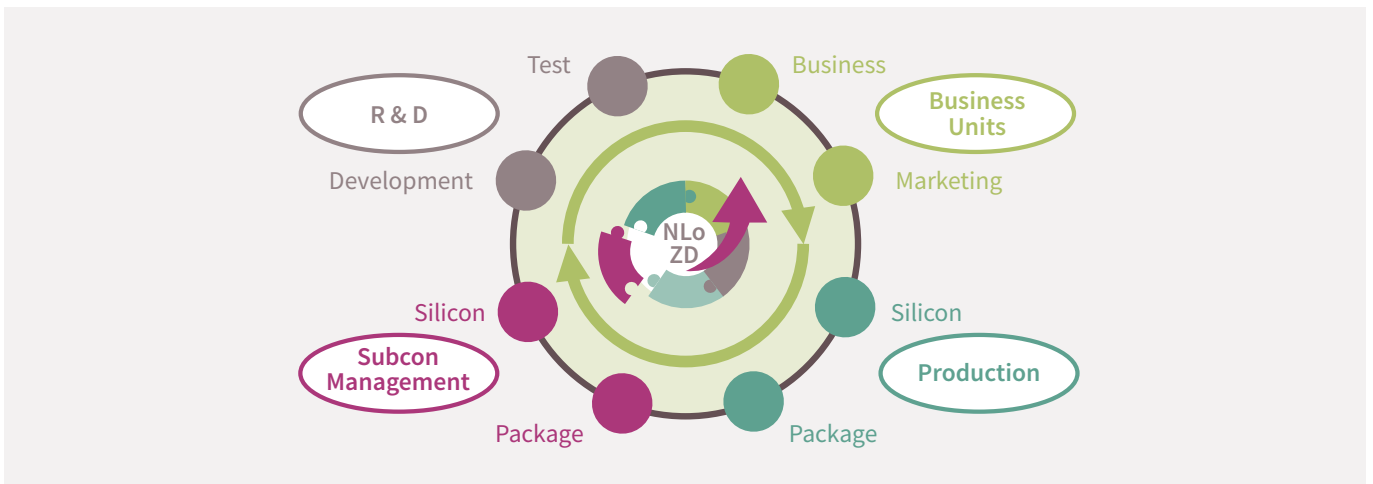 Test
Business
R & D
Business
Units
Development
Marketing
NLo
ZD
Silicon
Silicon
Subcon
Management
Production
Package
Package